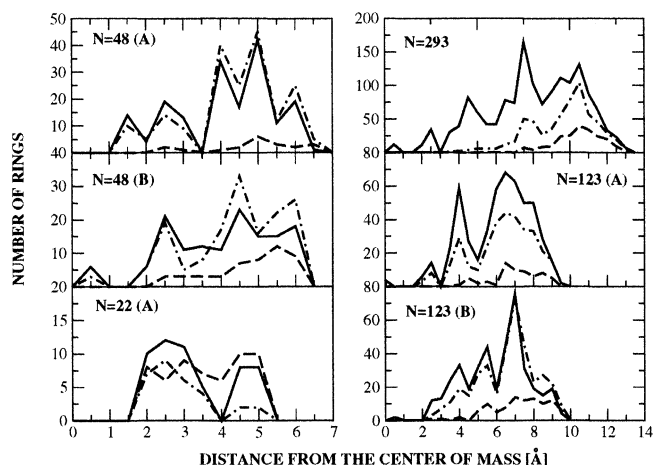 NUMBER OF RINGS
50
40
30
20
10
40
N=48 (A)
30
20
10
20
N=48 (B)
15
10
5
0
N=22 (A)
0 1 2 3 4 5 6 7
200
150
100
50
80
N=293
60
40
20
80
N=123 (A)
60
40
20
0
N=123 (B)
0 2 4 6 8 10 12 14
DISTANCE FROM THE CENTER OF MASS [Å]